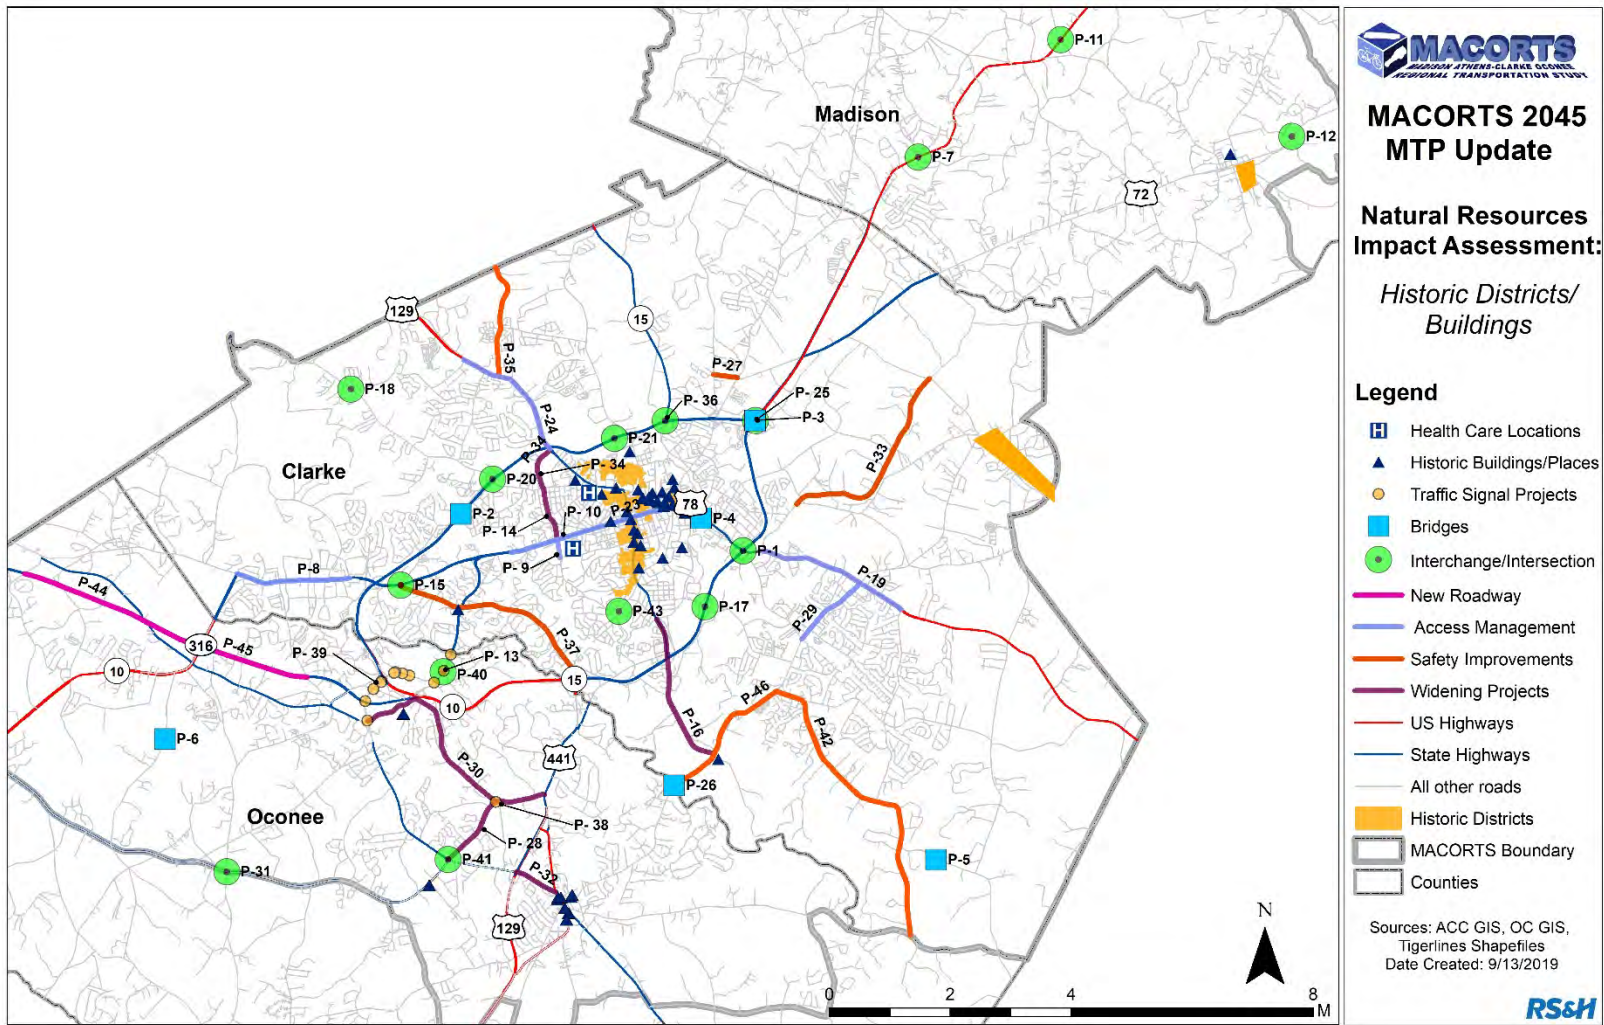 P-11
Madison
P-12
P-7
72
129
15
P-35
P-27
P-18
P-24
P- 25
P- 36
P-3
P-21
P-34
Clarke
P- 34
P-33
P-20
P-2
P- 10
P-23
78
P-4
P- 14
P-1
P- 9
P-8
P-15
P-19
P-44
P-17
P-43
P-29
316
P-45
P- 39
P-37
P- 13
P-40
10
15
10
P-46
P-16
P-42
P-6
441
P-30
P-26
Oconee
P- 38
P- 28
P-41
P-5
P-31
P-32
129
N
0 2 4 8
M
MACORTS
MADISON ATHENS-CLARKE OCONEE
REGIONAL TRANSPORTATION STUDY
MACORTS 2045
MTP Update
Natural Resources
Impact Assessment:
Historic Districts/
Buildings
Legend
H Health Care Locations
Historic Buildings/Places
Traffic Signal Projects
Bridges
Interchange/Intersection
New Roadway
Access Management
Safety Improvements
Widening Projects
US Highways
State Highways
All other roads
Historic Districts
MACORTS Boundary
Counties
Sources: ACC GIS, OC GIS,
Tigerlines Shapefiles
Date Created: 9/13/2019
RS&H
H
H